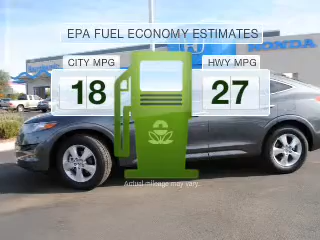 EPA FUEL ECONOMY ESTIMATES
HONDA
CITY MPG
HWY MPG
18
27
Actual mileage may vary.